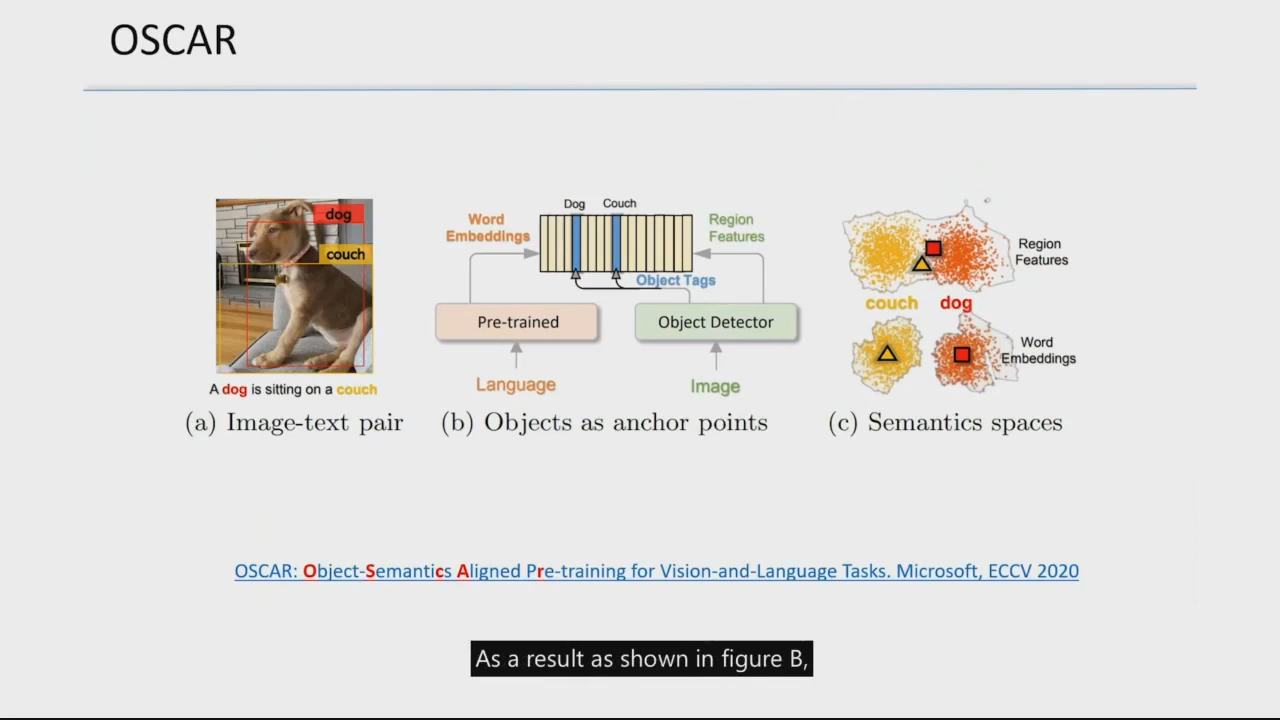 OSCAR
dog
couch
A dog is sitting on a couch
(a) Image-text pair
Dog
Couch
Word
Embeddings
Region
Features
Object Tags
Pre-trained
Object Detector
Language
Image
(b) Objects as anchor points
Region
Features
couch
dog
Word
Embeddings
(c) Semantics spaces
OSCAR: Object-Semantics Aligned Pre-training for Vision-and-Language Tasks. Microsoft, ECCV 2020
As a result as shown in figure B,